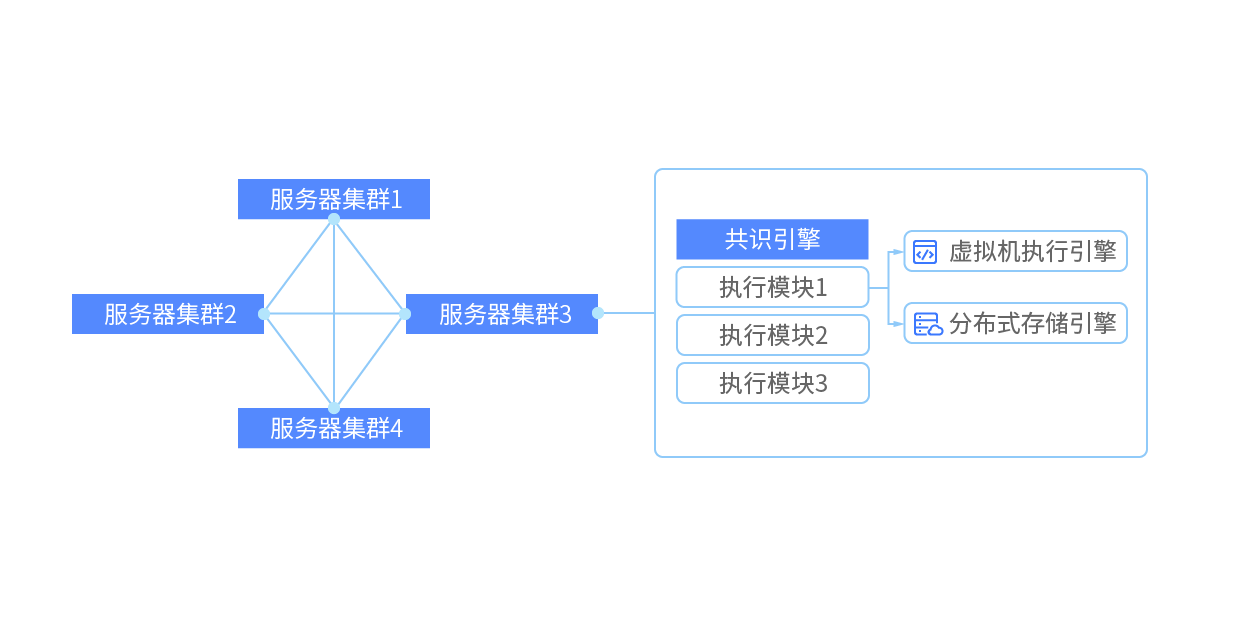 服务器集群1
服务器集群2
服务器集群3
服务器集群4
共识引擎
执行模块1
执行模块2
执行模块3
虚拟机执行引擎
分布式存储引擎